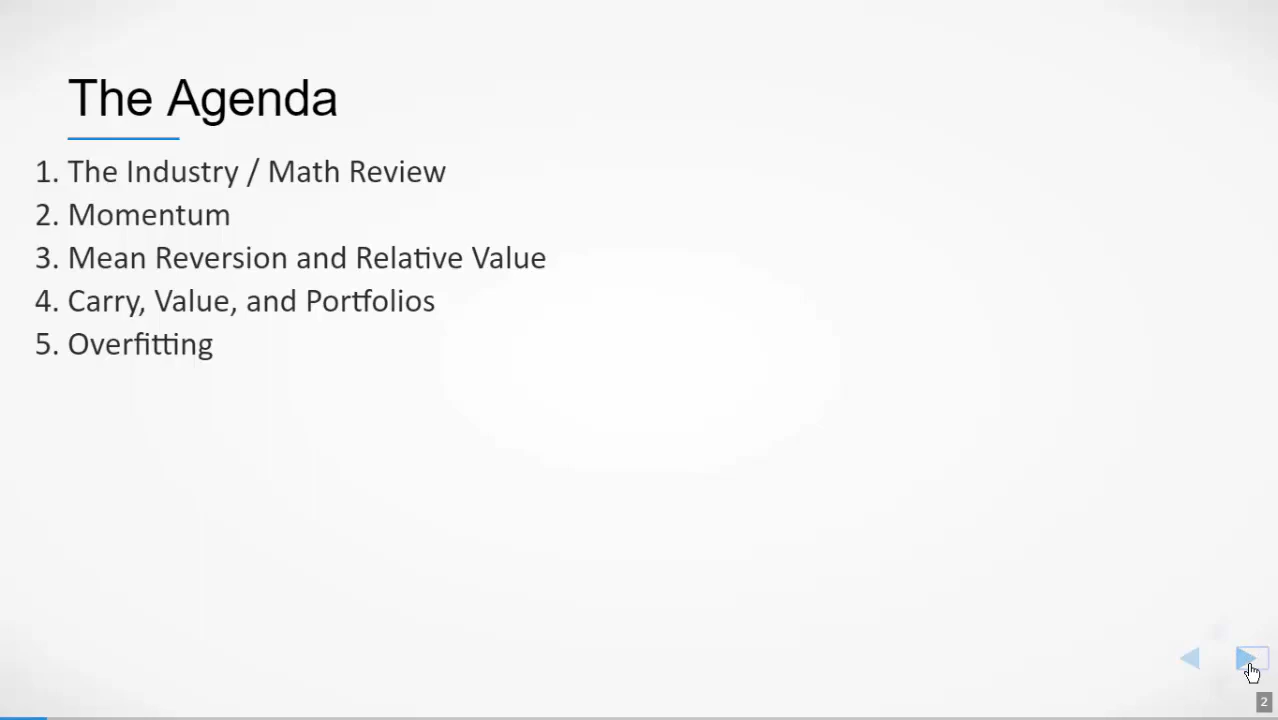 The Agenda
1. The Industry / Math Review
2. Momentum
3. Mean Reversion and Relative Value
4. Carry, Value, and Portfolios
5. Overfitting
2